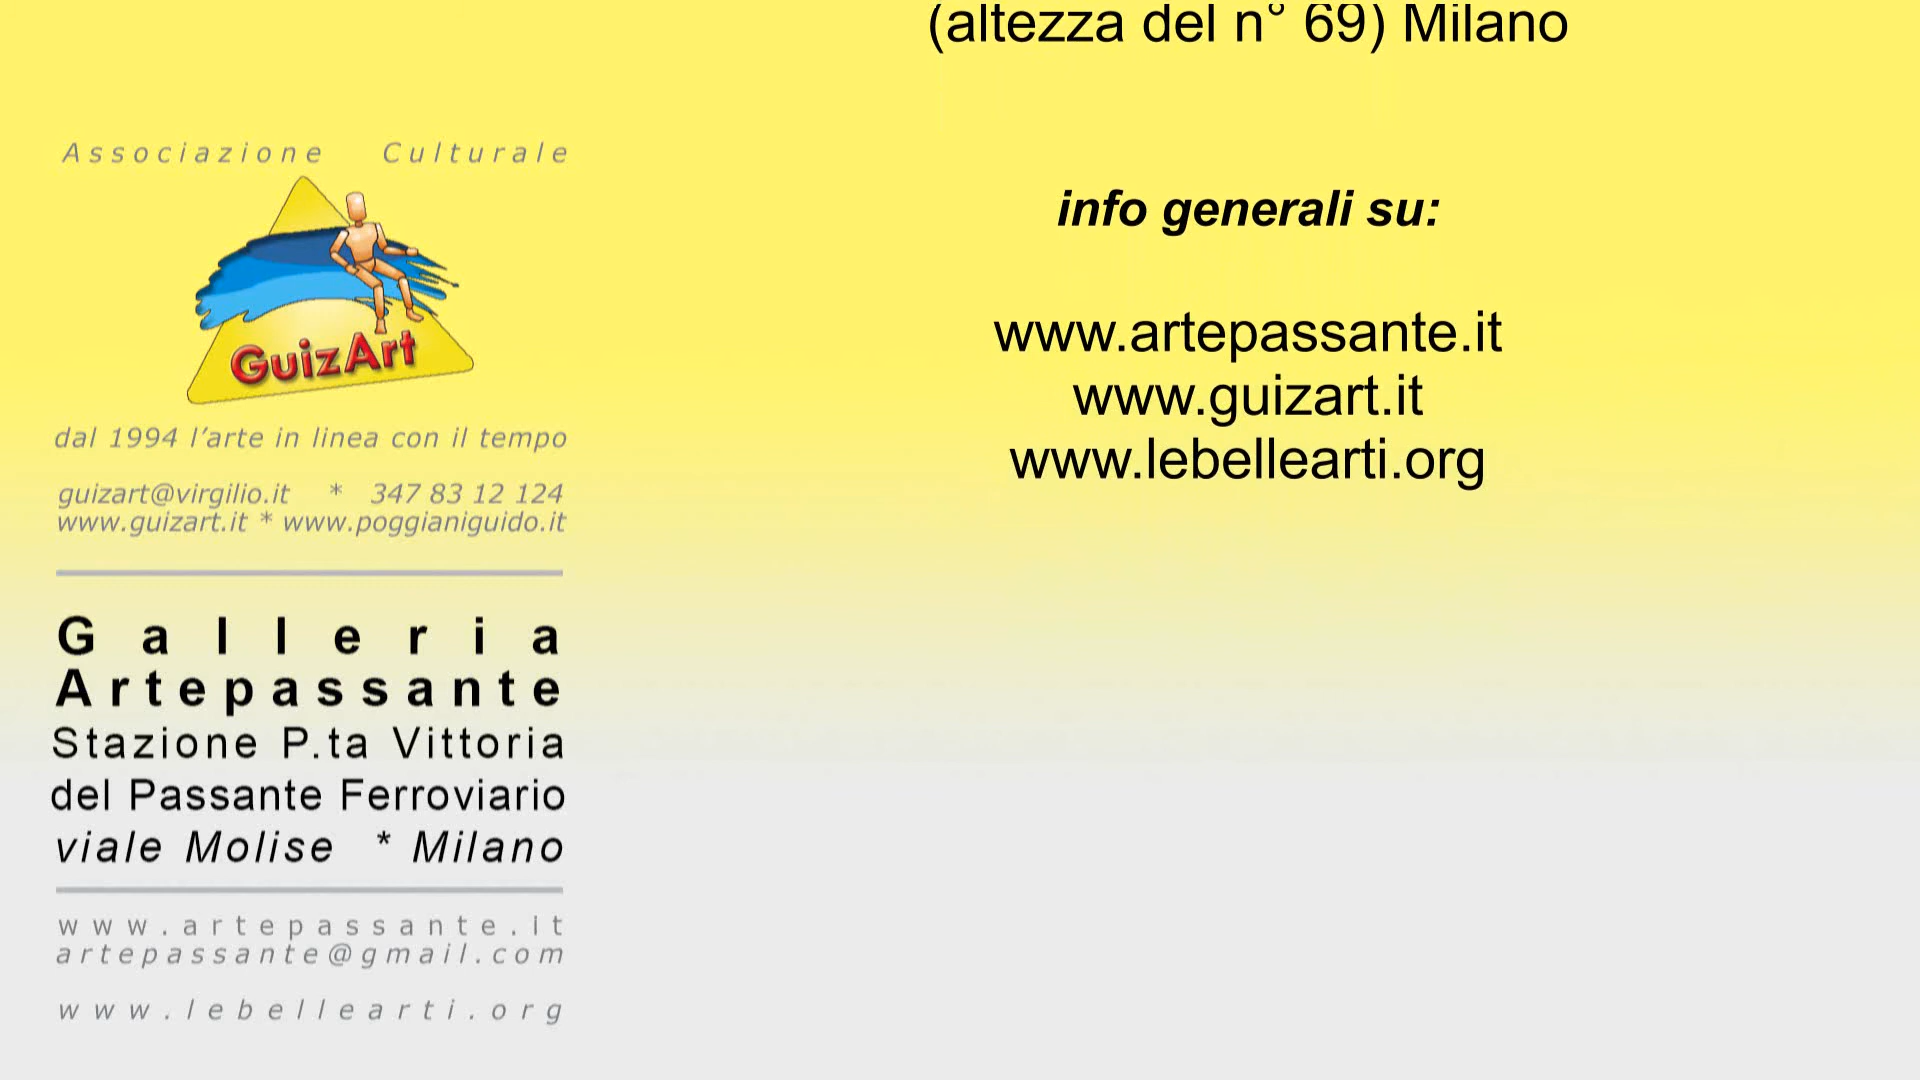 (altezza del n° 69) Milano
Associazione Culturale
GuizArt
dal 1994 l'arte in linea con il tempo
guizart@virgilio.it * 347 83 12 124
www.guizart.it * www.poggianiguido.it
Galleria
Artepassante
Stazione P.ta Vittoria
del Passante Ferroviario
viale Molise * Milano
www.artepassante.it
artepassante@gmail.com
www.lebellearti.org
info generali su:
www.artepassante.it
www.guizart.it
www.lebellearti.org